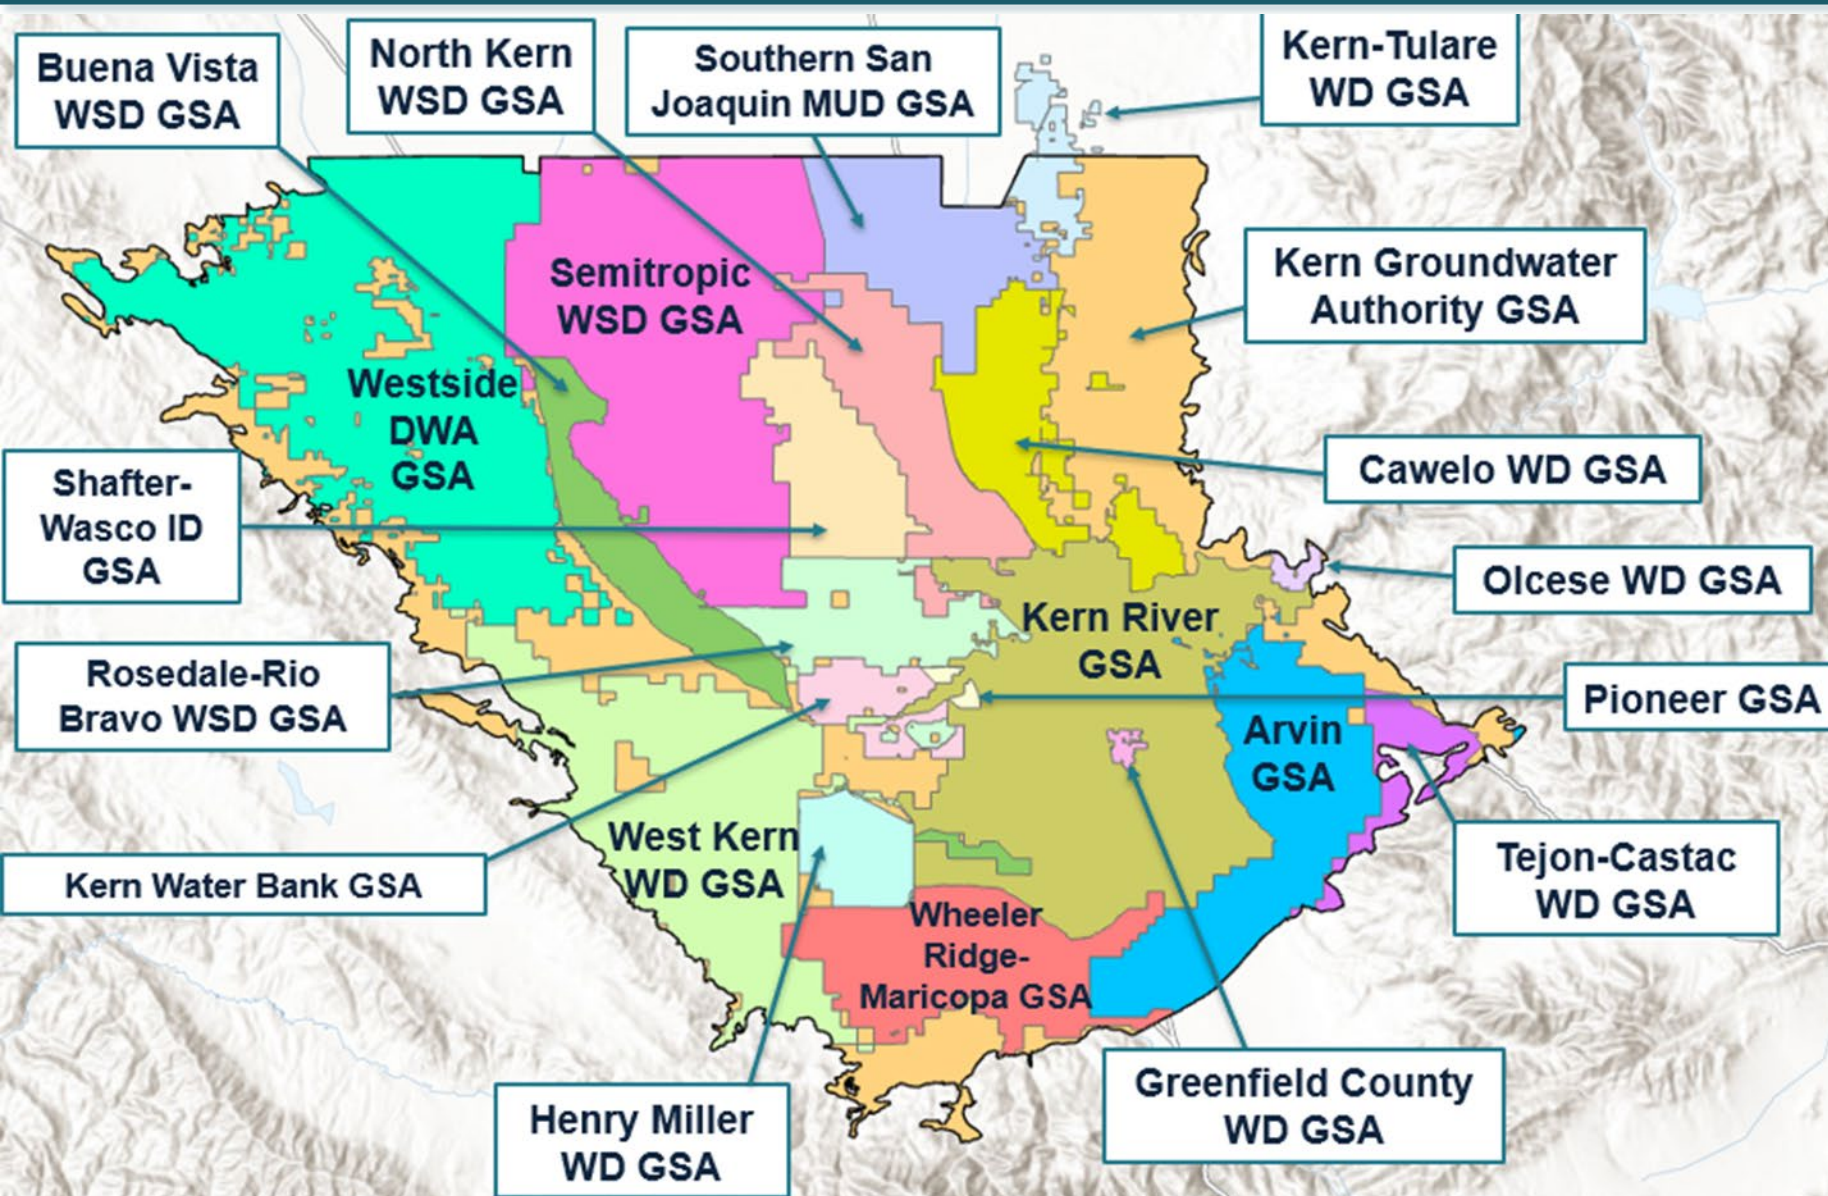 Buena Vista
WSD GSA
North Kern
WSD GSA
Southern San
Joaquin MUD GSA
Kern-Tulare
WD GSA
Semitropic
WSD GSA
Kern Groundwater
Authority GSA
Westside
DWA
GSA
Shafter-
Wasco ID
GSA
Cawelo WD GSA
Olcese WD GSA
Kern River
GSA
Rosedale-Rio
Bravo WSD GSA
Pioneer GSA
Arvin
GSA
Kern Water Bank GSA
West Kern
WD GSA
Tejon-Castac
WD GSA
Wheeler
Ridge-
Maricopa GSA
Henry Miller
WD GSA
Greenfield County
WD GSA